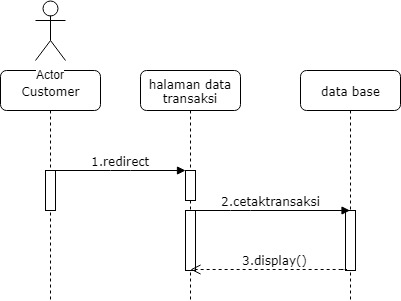 Actor
Customer
halaman data
transaksi
data base
1.redirect
2.cetaktransaksi
3.display()